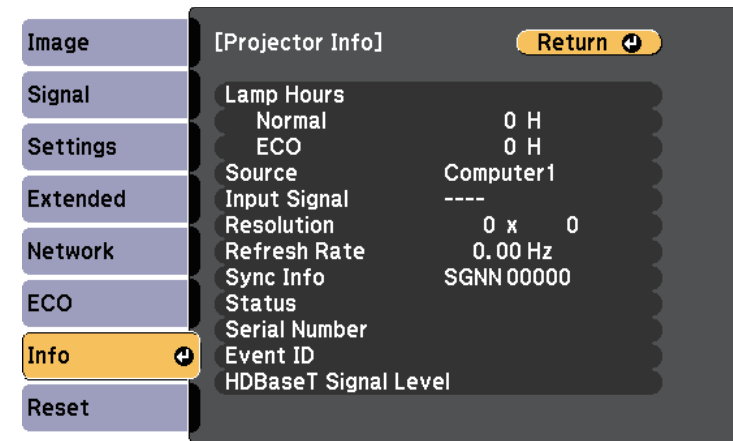 Image
Signal
Settings
Extended
Network
ECO
Info
Reset
[Projector Info]
Return
Lamp Hours
Normal 0 H
ECO 0 H
Source Computer1
Input Signal ----
Resolution 0 x 0
Refresh Rate 0.00 Hz
Sync Info SGNN 00000
Status
Serial Number
Event ID
HDBaseT Signal Level